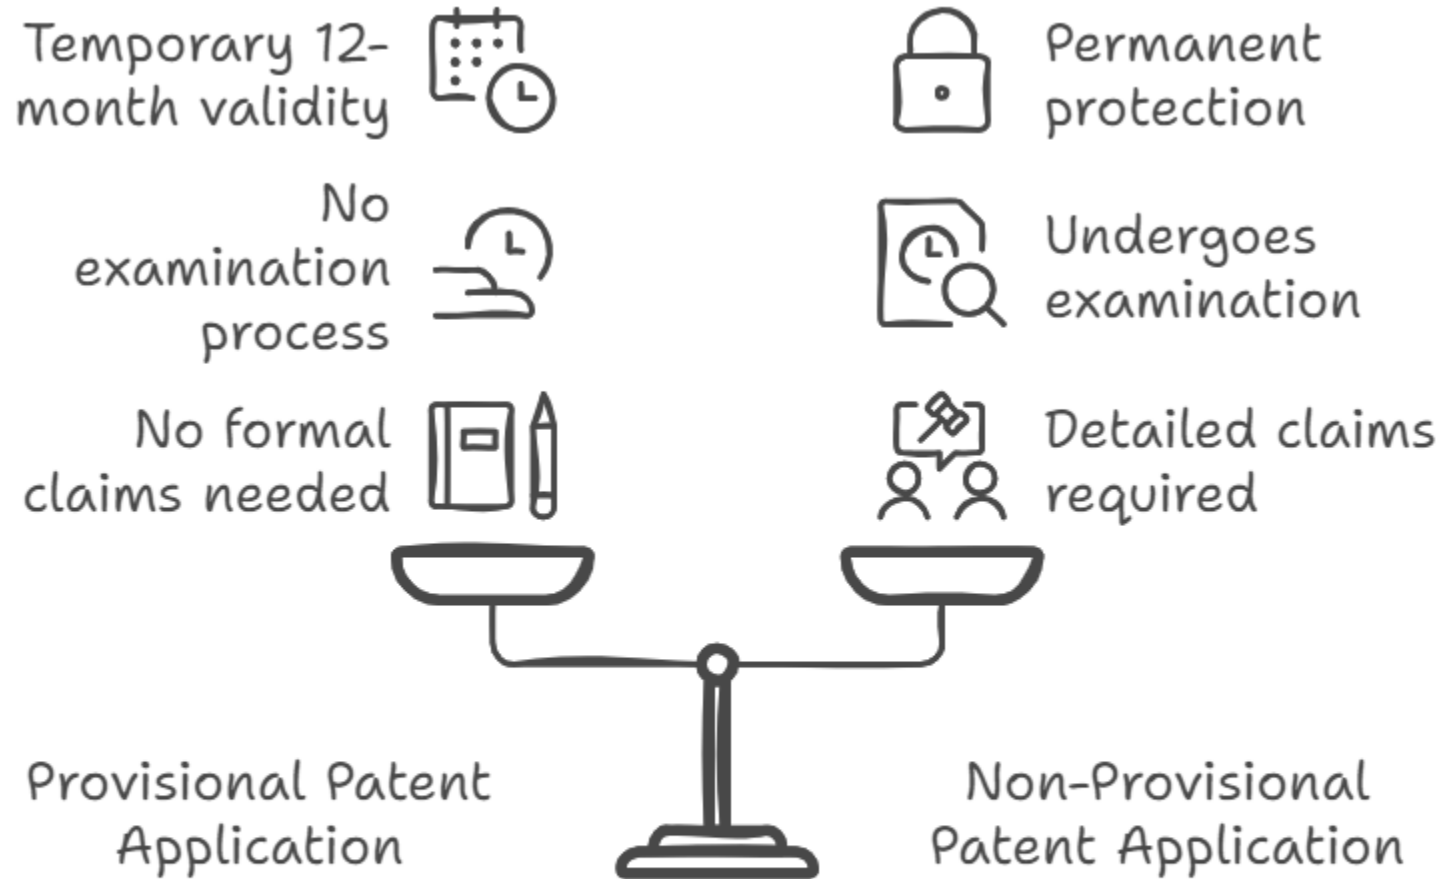 Temporary 12-
month validity
No
examination
process
No formal
claims needed
Permanent
protection
Undergoes
examination
Detailed claims
required
Provisional Patent
Application
Non-Provisional
Patent Application